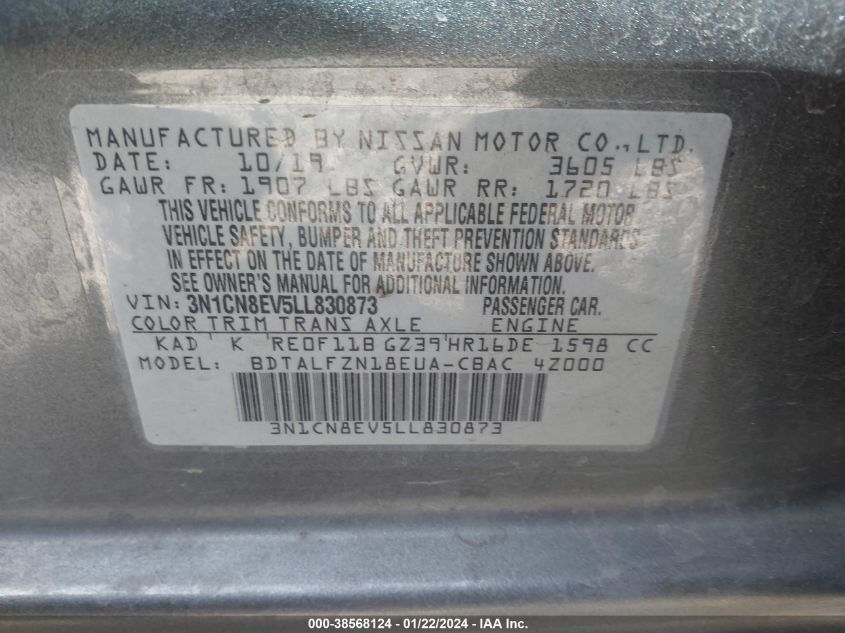 MANUFACTURED BY NISSAN MOTOR CO., LTD.
DATE: 10/19 GVWR: 3605 LBS
GAWR FR: 1907 LBS GAWR RR: 1720 LBS
THIS VEHICLE CONFORMS TO ALL APPLICABLE FEDERAL MOTOR
VEHICLE SAFETY, BUMPER AND THEFT PREVENTION STANDARDS
IN EFFECT ON THE DATE OF MANUFACTURE SHOWN ABOVE.
SEE OWNER'S MANUAL FOR ADDITIONAL INFORMATION.
VIN: 3N1CN8EV5LL830873 PASSENGER CAR.
COLOR TRIM TRANS AXLE ENGINE
KAD K RE0F11B GZ39 HR16DE 1598 CC
MODEL: BDTALFZN18EUA-CBAC 4Z000
3N1CN8EV5LL830873
000-38568124 - 01/22/2024 - IAA Inc.